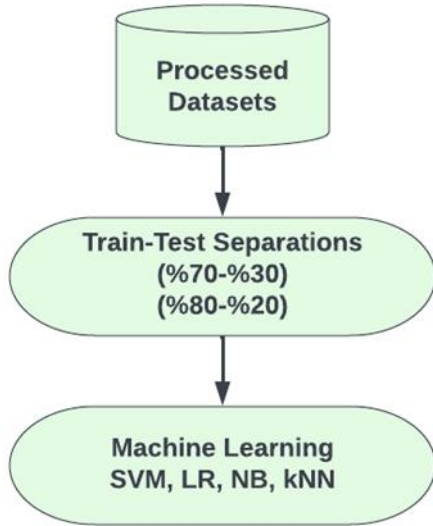 Processed
Datasets
Train-Test Separations
(%70-%30)
(%80-%20)
Machine Learning
SVM, LR, NB, kNN